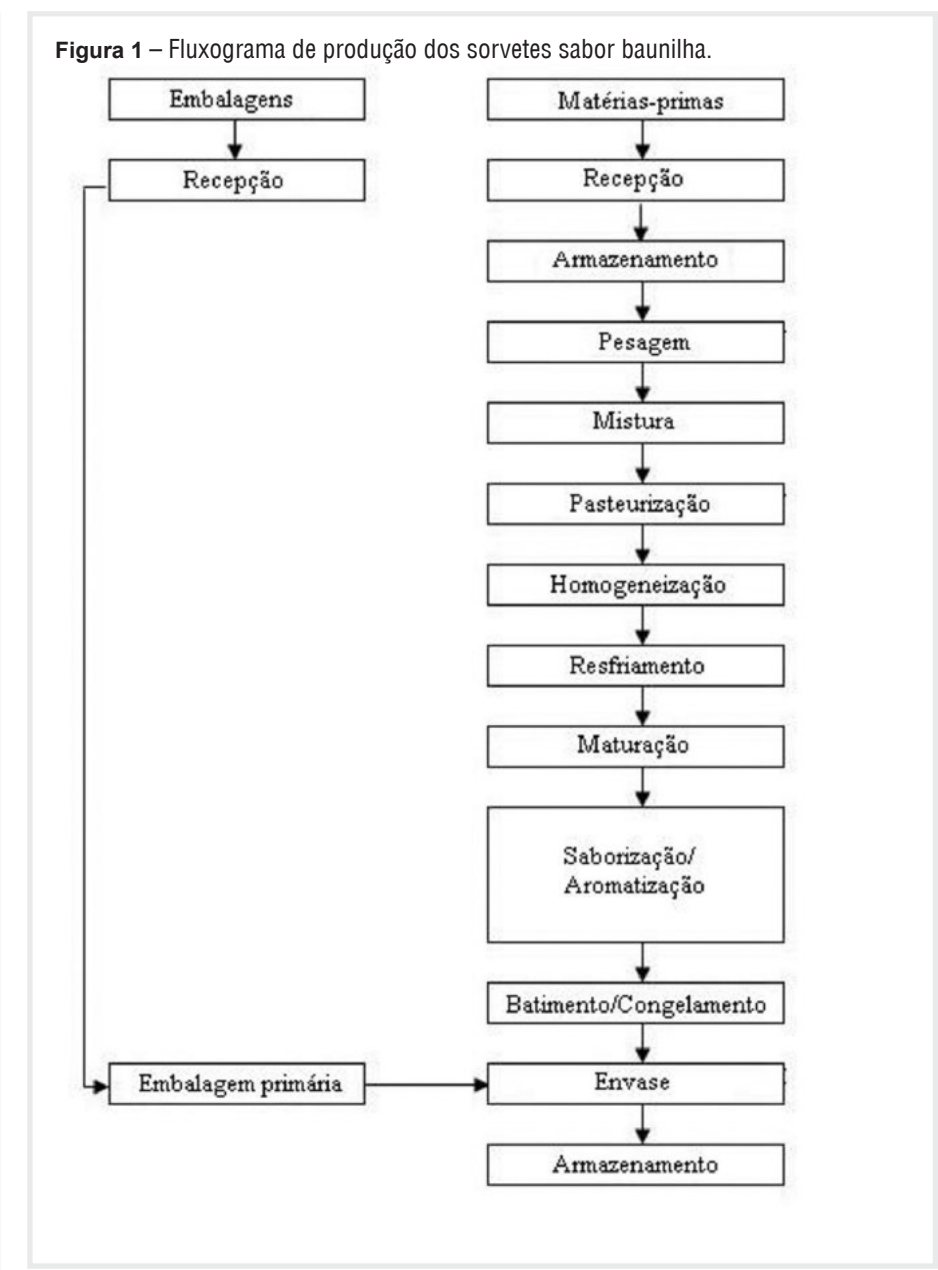 Figura 1 – Fluxograma de produção dos sorvetes sabor baunilha.
Embalagens
Recepção
Embalagem primária
Matérias-primas
Recepção
Armazenamento
Pesagem
Mistura
Pasteurização
Homogeneização
Resfriamento
Maturação
Saborização/
Aromatização
Batimento/Congelamento
Envase
Armazenamento